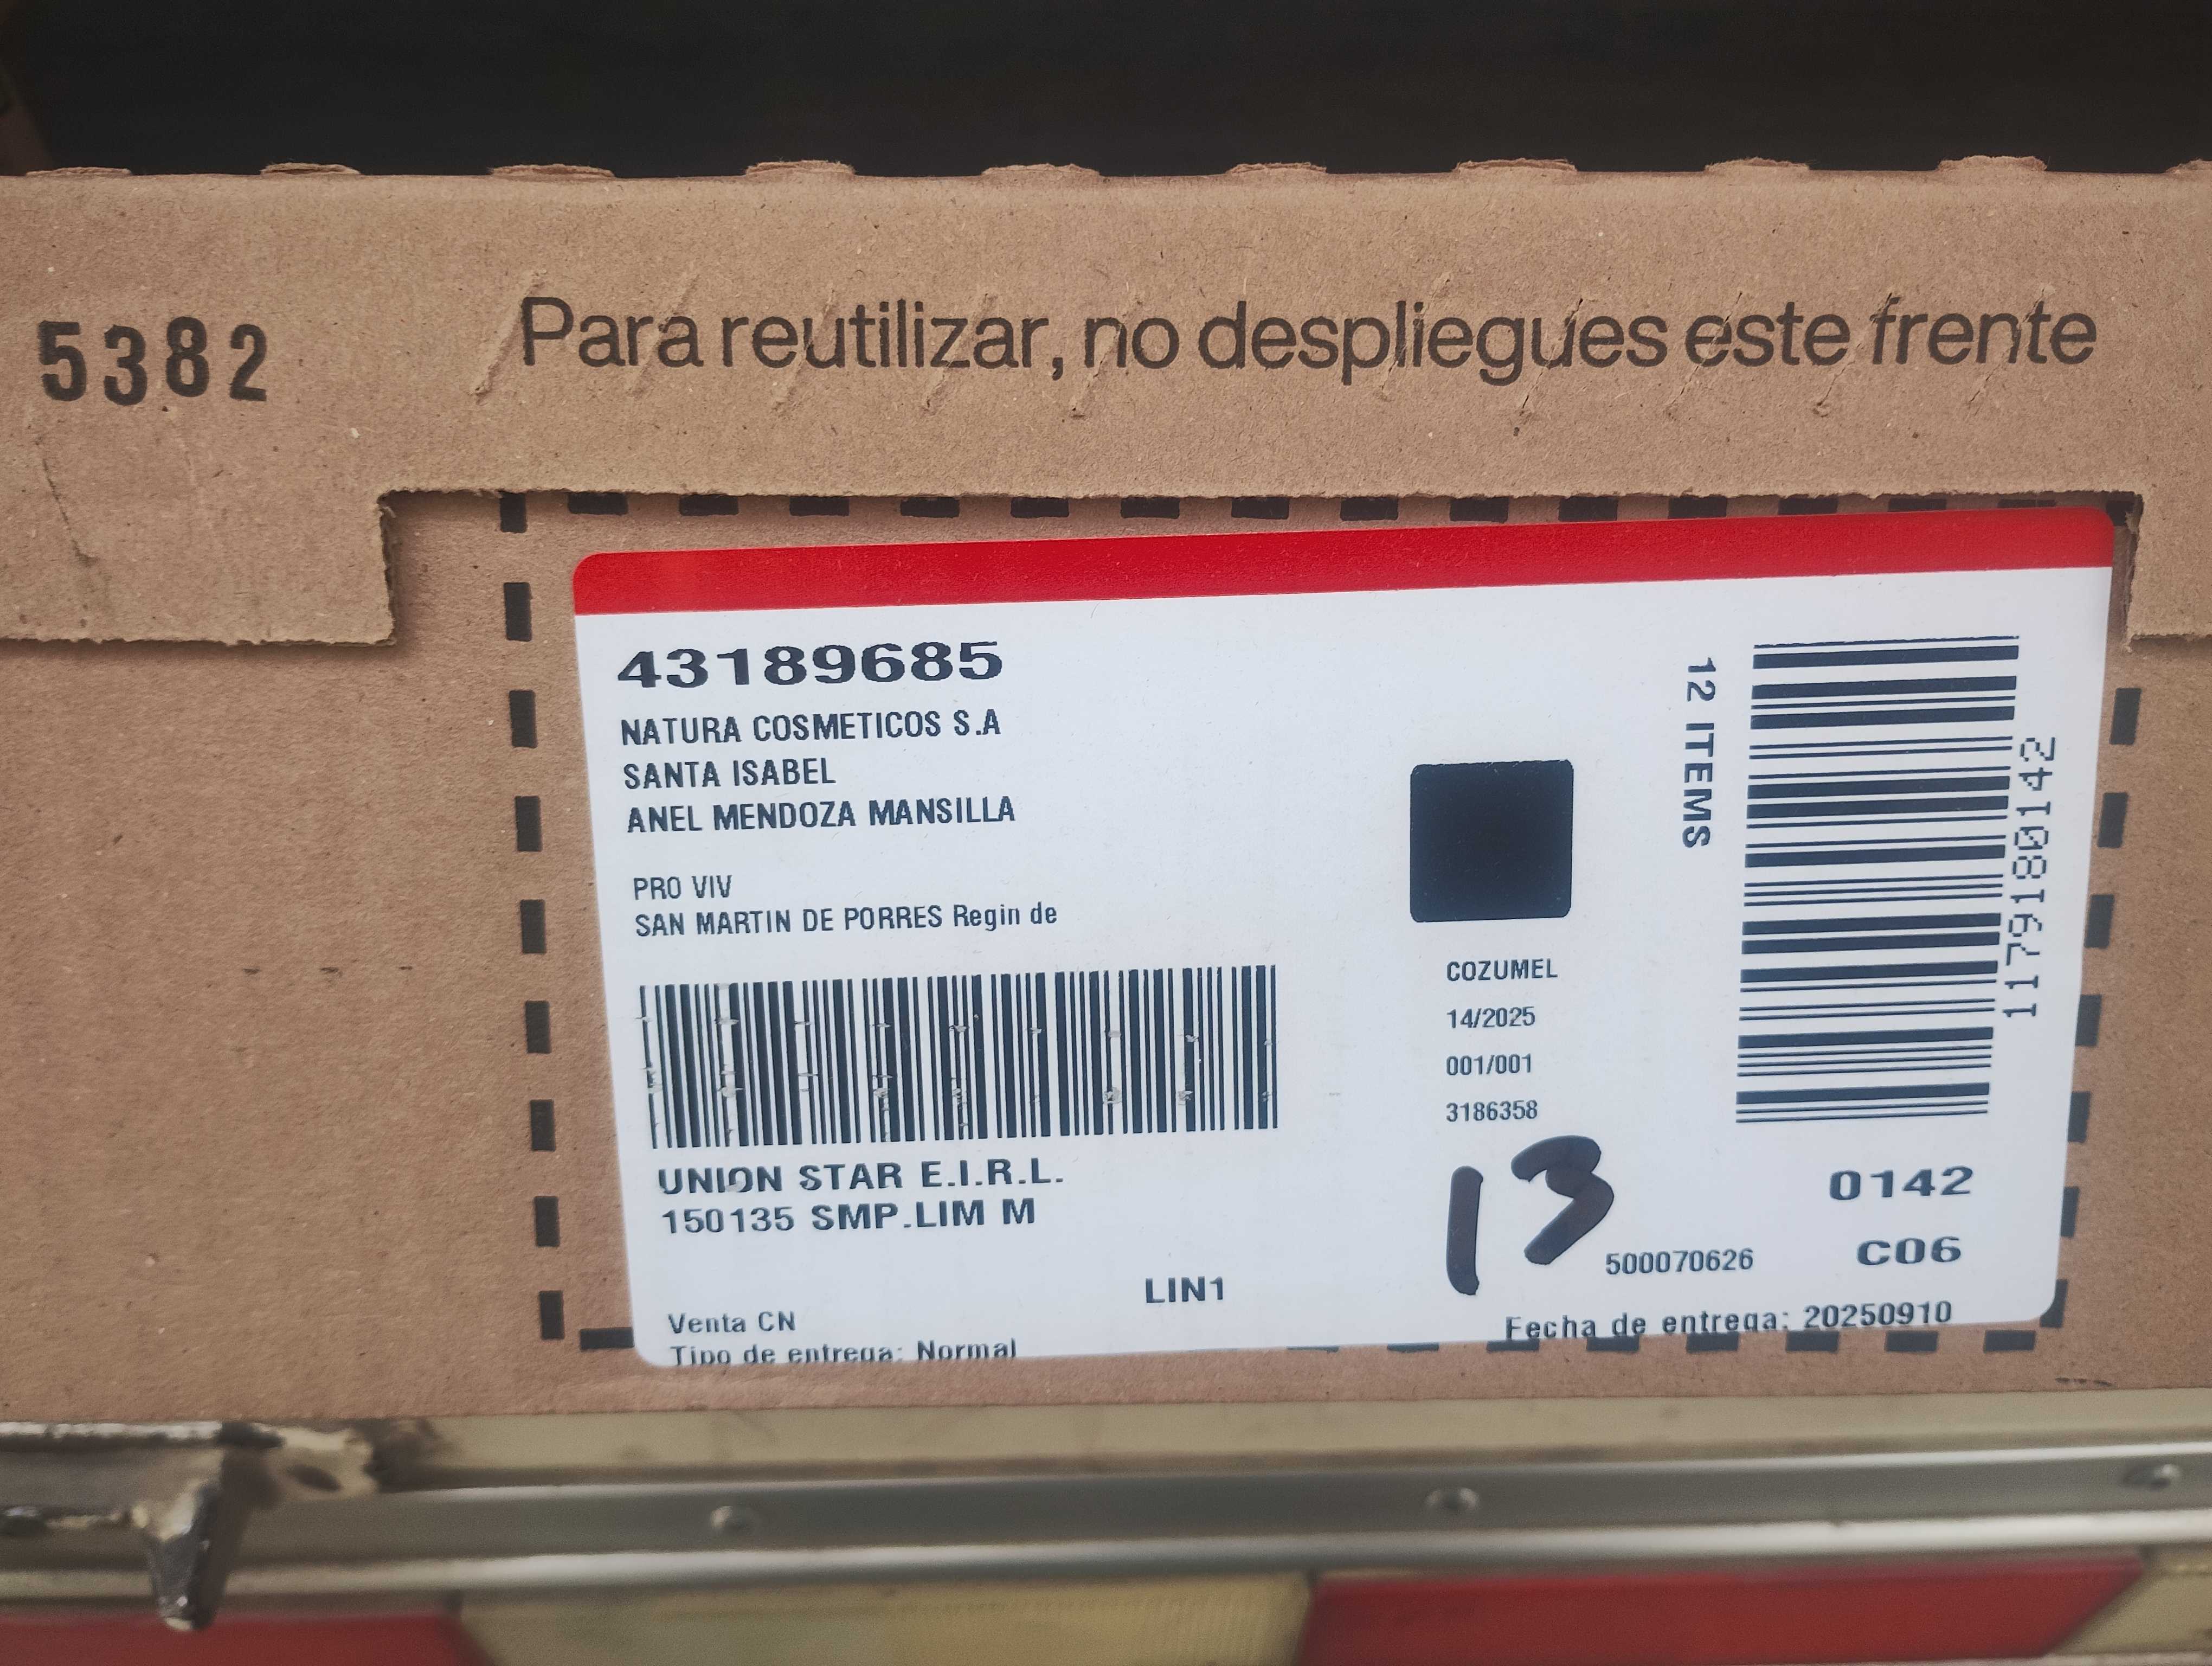 5382
Para reutilizar, no despliegues este frente
43189685
NATURA COSMETICOS S.A
SANTA ISABEL
ANEL MENDOZA MANSILLA
PRO VIV
SAN MARTIN DE PORRES Regin de
12 ITEMS
1179180142
COZUMEL
14/2025
001/001
3186358
13
UNION STAR E.I.R.L.
150135 SMP.LIM M
0142
C06
500070626
LIN1
Venta CN
Tipo de entrega: Normal
Fecha de entrega: 20250910